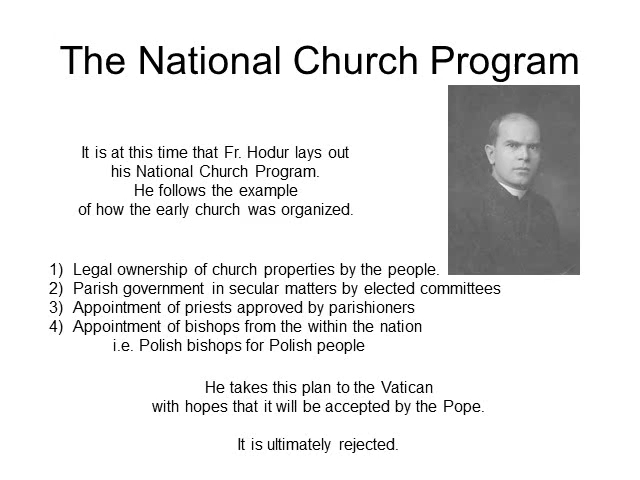 The National Church Program
It is at this time that Fr. Hodur lays out
his National Church Program.
He follows the example
of how the early church was organized.
1) Legal ownership of church properties by the people.
2) Parish government in secular matters by elected committees
3) Appointment of priests approved by parishioners
4) Appointment of bishops from the within the nation
i.e. Polish bishops for Polish people
He takes this plan to the Vatican
with hopes that it will be accepted by the Pope.
It is ultimately rejected.